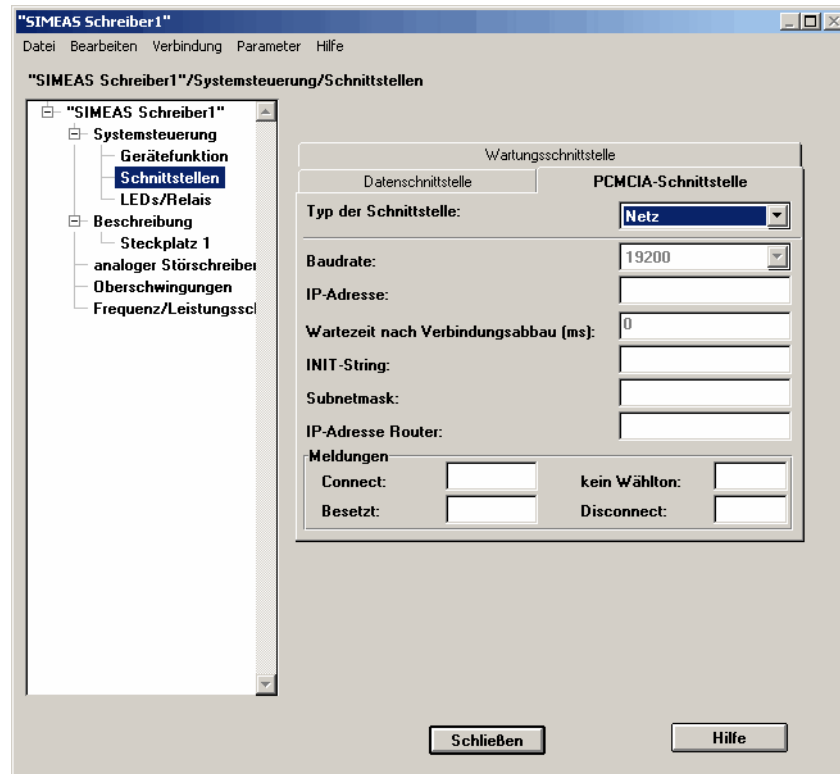 "SIMEAS Schreiber1"
Datei Bearbeiten Verbindung Parameter Hilfe
"SIMEAS Schreiber1"/Systemsteuerung/Schnittstellen
"SIMEAS Schreiber1"
Systemsteuerung
Gerätefunktion
Schnittstellen
LEDs/Relais
Beschreibung
Steckplatz 1
analoger Störschreiber
Oberschwingungen
Frequenz/Leistungssch
Wartungsschnittstelle
Datenschnittstelle PCMCIA-Schnittstelle
Typ der Schnittstelle: Netz
Baudrate: 19200
IP-Adresse:
Wartezeit nach Verbindungsabbau (ms): 0
INIT-String:
Subnetmask:
IP-Adresse Router:
Meldungen
Connect: kein Wählton:
Besetzt: Disconnect:
Schließen Hilfe